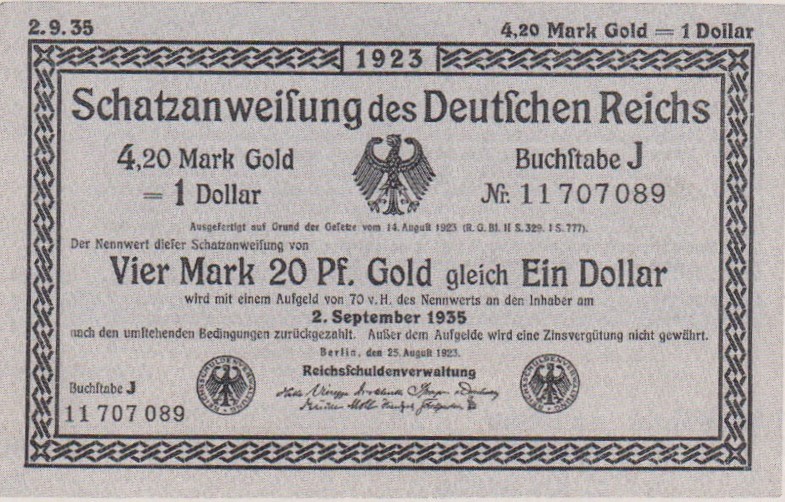 2.9.35
4,20 Mark Gold = 1 Dollar
1923
Schatzanweiſung des Deutſchen Reichs
4,20 Mark Gold
= 1 Dollar
Buchſtabe J
Nr. 11707089
Ausgefertigt auf Grund der Geſetze vom 14. Auguſt 1923 (R. G. Bl. II S. 329. I S. 777).
Der Nennwert dieſer Schatzanweiſung von
Vier Mark 20 Pf. Gold gleich Ein Dollar
wird mit einem Aufgeld von 70 v. H. des Nennwerts an den Inhaber am
2. September 1935
nach den umſtehenden Bedingungen zurückgezahlt. Außer dem Aufgelde wird eine Zinsvergütung nicht gewährt.
Berlin, den 25. Auguſt 1923.
Reichsſchuldenverwaltung
Buchſtabe J
11 707 089
REICHSSCHULDENVERWALTUNG
REICHSSCHULDENVERWALTUNG